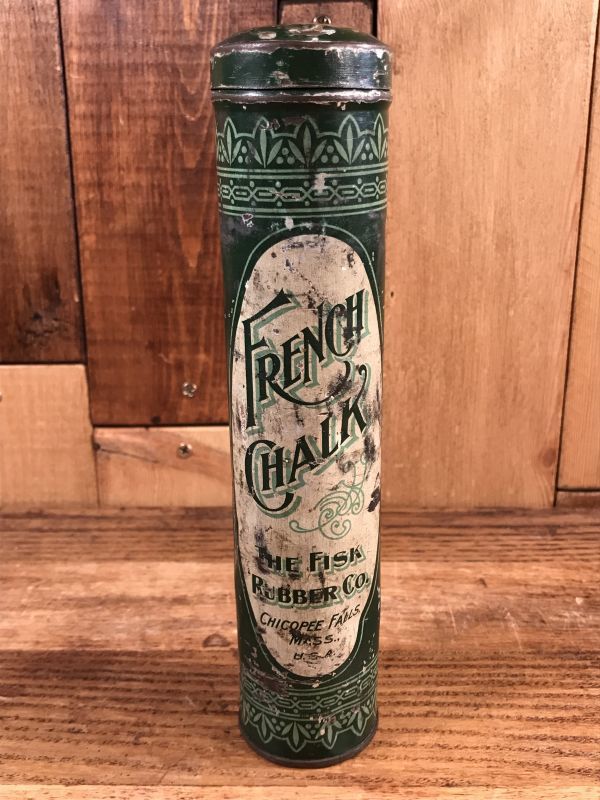 FRENCH
CHALK
THE FISK
RUBBER CO.
CHICOPEE FALLS,
MASS.,
U.S.A.